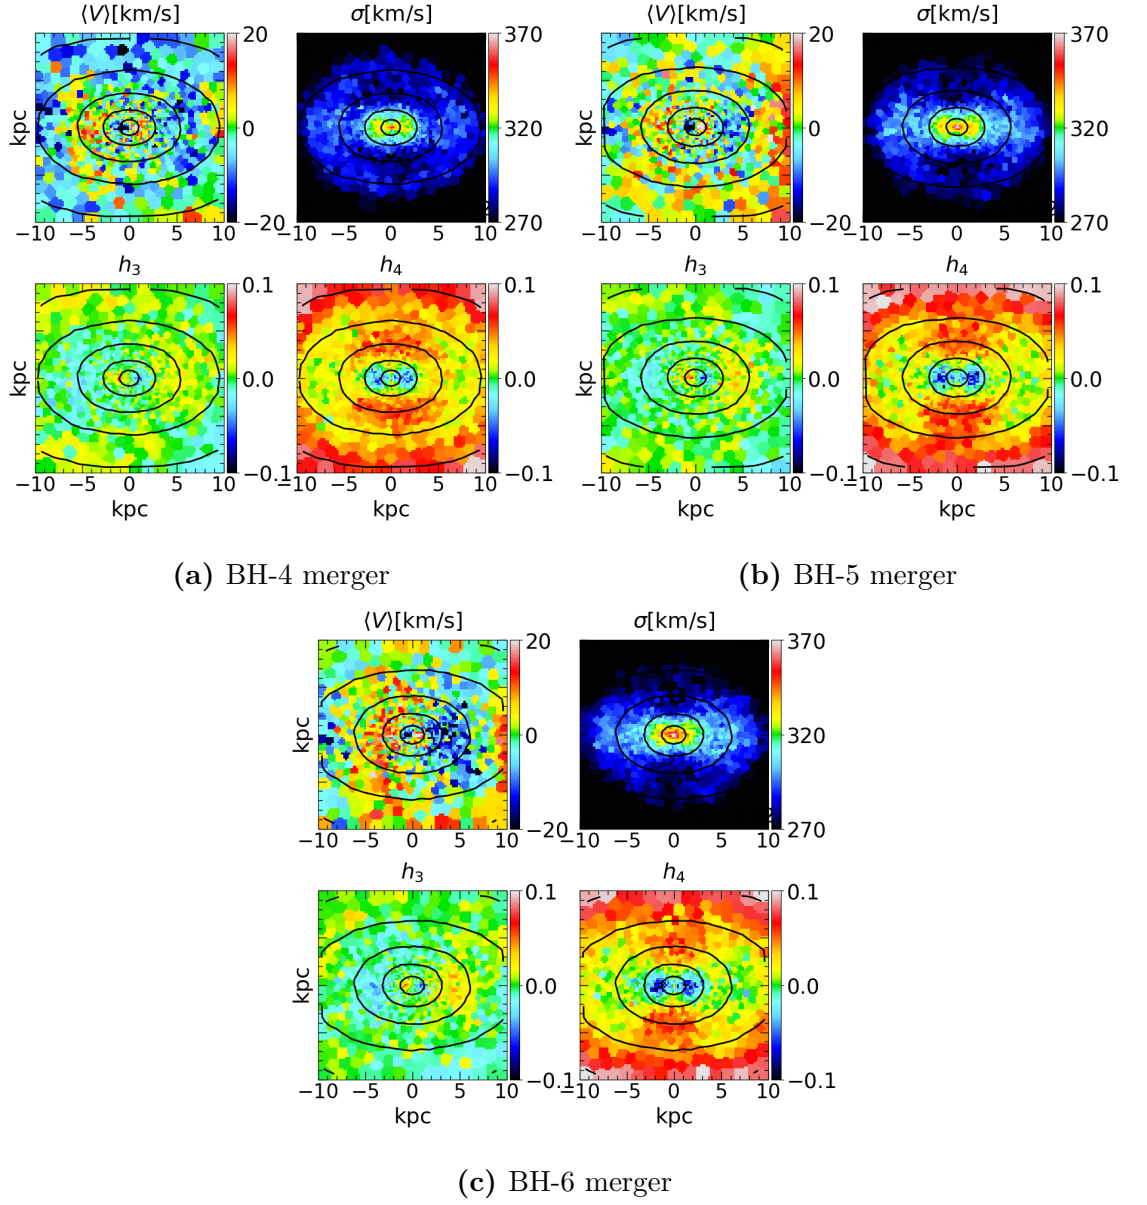 ⟨V⟩[km/s] σ[km/s] ⟨V⟩[km/s] σ[km/s]
20 370 20 370
kpc 0 320 kpc 0 320
−20 270 −20 270
−10 −5 0 5 10 −10 −5 0 5 10 −10 −5 0 5 10 −10 −5 0 5 10
h3 h4 h3 h4
0.1 0.1 0.1 0.1
kpc 0.0 0.0 kpc 0.0 0.0
−0.1 −0.1 −0.1 −0.1
−10 −5 0 5 10 −10 −5 0 5 10 −10 −5 0 5 10 −10 −5 0 5 10
kpc kpc kpc kpc
(a) BH-4 merger (b) BH-5 merger
⟨V⟩[km/s] σ[km/s]
20 370
kpc 0 320
−20 270
−10 −5 0 5 10 −10 −5 0 5 10
h3 h4
0.1 0.1
kpc 0.0 0.0
−0.1 −0.1
−10 −5 0 5 10 −10 −5 0 5 10
kpc kpc
(c) BH-6 merger